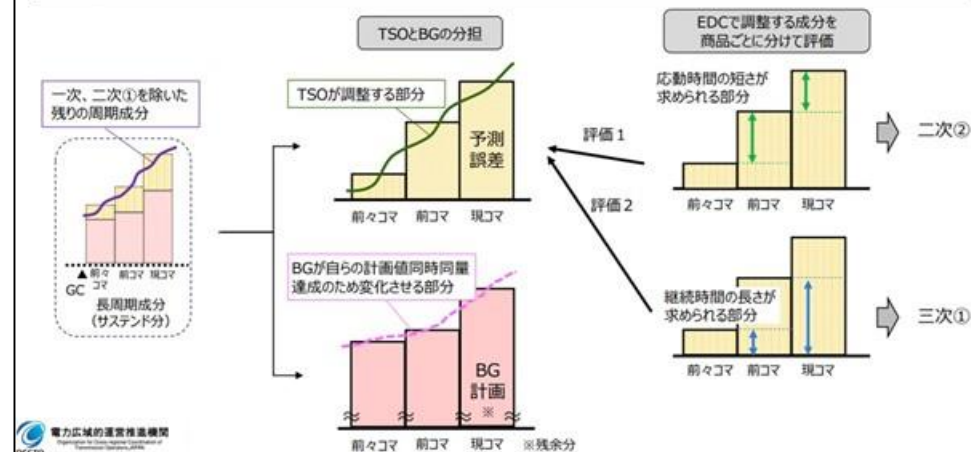 TSOとBGの分担
EDCで調整する成分を
商品ごとに分けて評価
一次、二次①を除いた
残りの周期成分
GC
前々
コマ
前コマ
現コマ
長周期成分
（サステンド分）
TSOが調整する部分
予測
誤差
前々コマ
前コマ
現コマ
BGが自らの計画値同時同量
達成のため変化させる部分
BG
計画
※
前々コマ
前コマ
現コマ
※残余分
評価1
評価2
応動時間の短さが
求められる部分
前々コマ
前コマ
現コマ
二次②
継続時間の長さが
求められる部分
前々コマ
前コマ
現コマ
三次①
電力広域的運営推進機関
Organization for Cross-regional Coordination of
Transmission Operators, JAPAN